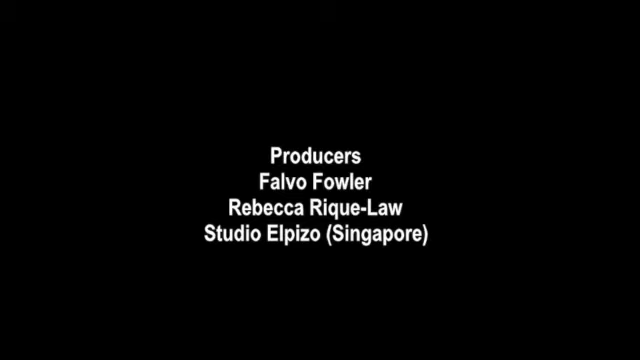 Producers
Falvo Fowler
Rebecca Rique-Law
Studio Elpizo (Singapore)